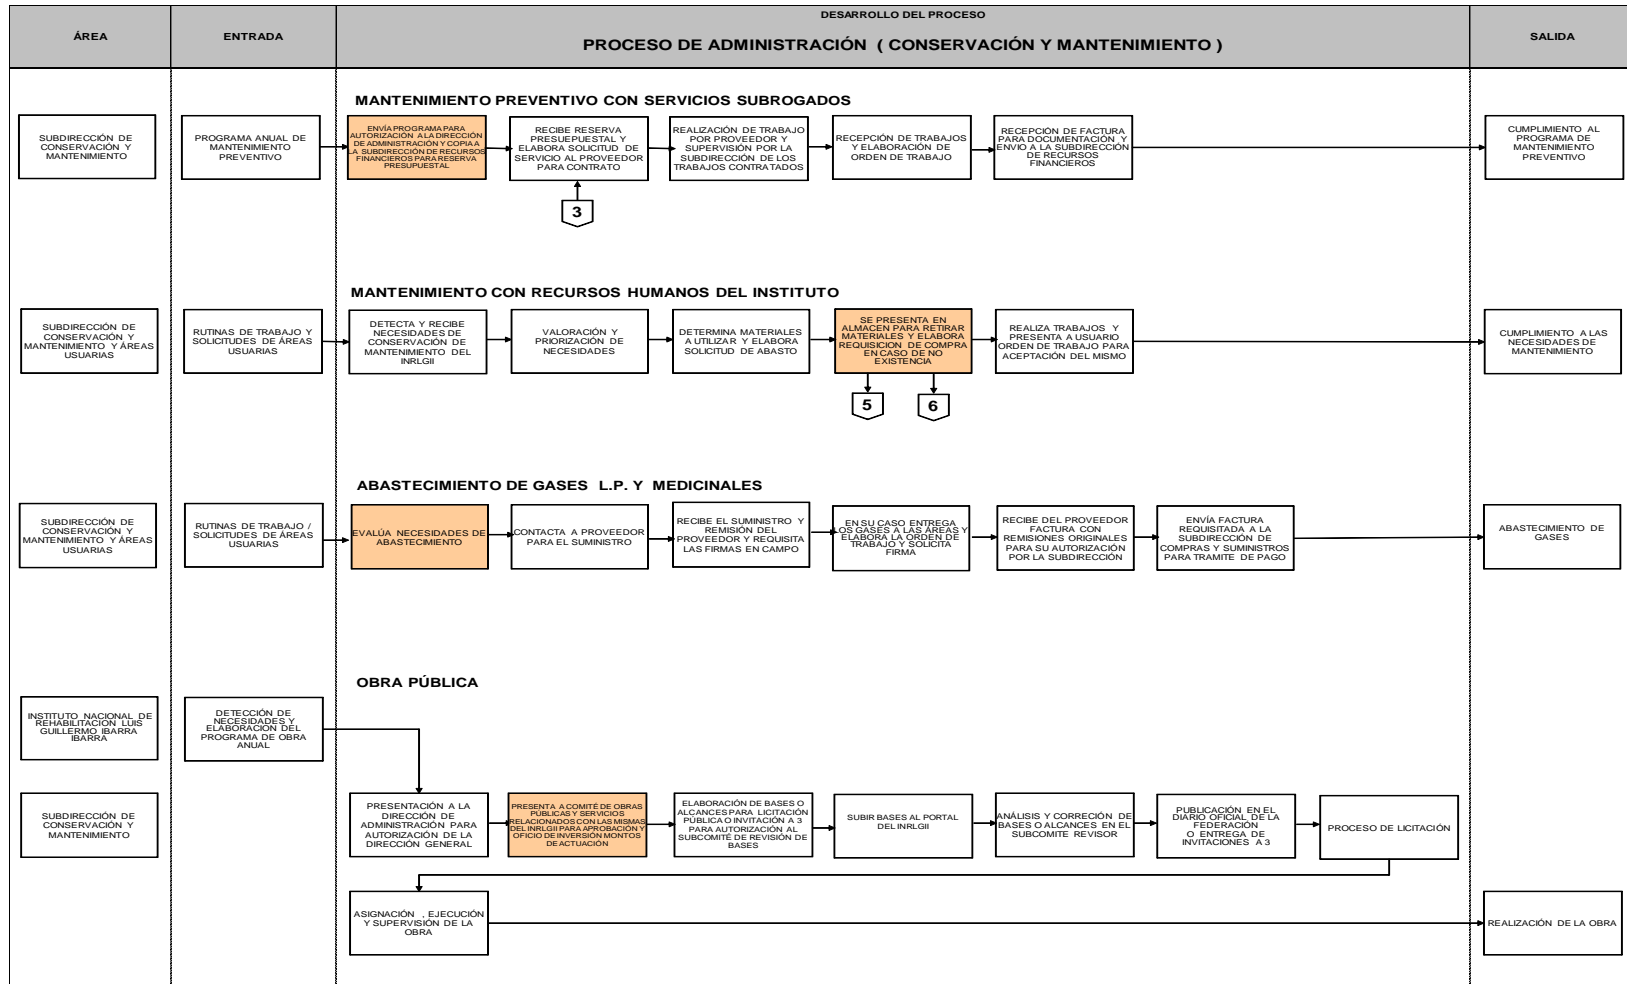 DESARROLLO DEL PROCESO
ÁREA
ENTRADA
PROCESO DE ADMINISTRACIÓN ( CONSERVACIÓN Y MANTENIMIENTO )
SALIDA
MANTENIMIENTO PREVENTIVO CON SERVICIOS SUBROGADOS
SUBDIRECCIÓN DE
CONSERVACIÓN Y
MANTENIMIENTO
PROGRAMA ANUAL DE
MANTENIMIENTO
PREVENTIVO
ENVÍA PROGRAMA PARA
AUTORIZACIÓN A LA DIRECCIÓN
DE ADMINISTRACIÓN Y COPIA A
LA SUBDIRECCIÓN DE RECURSOS
FINANCIEROS PARA RESERVA
PRESUPUESTAL
RECIBE RESERVA
PRESUEPUESTAL Y
ELABORA SOLICITUD DE
SERVICIO AL PROVEEDOR
PARA CONTRATO
REALIZACIÓN DE TRABAJO
POR PROVEEDOR Y
SUPERVISIÓN POR LA
SUBDIRECCIÓN DE LOS
TRABAJOS CONTRATADOS
RECEPCIÓN DE TRABAJOS
Y ELABORACIÓN DE
ORDEN DE TRABAJO
RECEPCIÓN DE FACTURA
PARA DOCUMENTACIÓN Y
ENVIO A LA SUBDIRECCIÓN
DE RECURSOS
FINANCIEROS
CUMPLIMIENTO AL
PROGRAMA DE
MANTENIMIENTO
PREVENTIVO
3
MANTENIMIENTO CON RECURSOS HUMANOS DEL INSTITUTO
SUBDIRECCIÓN DE
CONSERVACIÓN Y
MANTENIMIENTO Y ÁREAS
USUARIAS
RUTINAS DE TRABAJO Y
SOLICITUDES DE ÁREAS
USUARIAS
DETECTA Y RECIBE
NECESIDADES DE
CONSERVACIÓN DE
MANTENIMIENTO DEL
INRLGII
VALORACIÓN Y
PRIORIZACIÓN DE
NECESIDADES
DETERMINA MATERIALES
A UTILIZAR Y ELABORA
SOLICITUD DE ABASTO
SE PRESENTA EN
ALMACEN PARA RETIRAR
MATERIALES Y ELABORA
REQUISICION DE COMPRA
EN CASO DE NO
EXISTENCIA
REALIZA TRABAJOS Y
PRESENTA A USUARIO
ORDEN DE TRABAJO PARA
ACEPTACIÓN DEL MISMO
CUMPLIMIENTO A LAS
NECESIDADES DE
MANTENIMIENTO
5
6
ABASTECIMIENTO DE GASES L.P. Y MEDICINALES
SUBDIRECCIÓN DE
CONSERVACIÓN Y
MANTENIMIENTO Y ÁREAS
USUARIAS
RUTINAS DE TRABAJO /
SOLICITUDES DE ÁREAS
USUARIAS
EVALÚA NECESIDADES DE
ABASTECIMIENTO
CONTACTA A PROVEEDOR
PARA EL SUMINISTRO
RECIBE EL SUMINISTRO Y
REMISIÓN DEL
PROVEEDOR Y REQUISITA
LAS FIRMAS EN CAMPO
EN SU CASO ENTREGA
LOS GASES A LAS ÁREAS Y
ELABORA LA ORDEN DE
TRABAJO Y SOLICITA
FIRMA
RECIBE DEL PROVEEDOR
FACTURA CON
REMISIONES ORIGINALES
PARA SU AUTORIZACIÓN
POR LA SUBDIRECCIÓN
ENVÍA FACTURA
REQUISITADA A LA
SUBDIRECCIÓN DE
COMPRAS Y SUMINISTROS
PARA TRAMITE DE PAGO
ABASTECIMIENTO DE
GASES
OBRA PÚBLICA
INSTITUTO NACIONAL DE
REHABILITACION LUIS
GUILLERMO IBARRA
IBARRA
DETECCIÓN DE
NECESIDADES Y
ELABORACION DEL
PROGRAMA DE OBRA
ANUAL
SUBDIRECCIÓN DE
CONSERVACIÓN Y
MANTENIMIENTO
PRESENTACIÓN A LA
DIRECCIÓN DE
ADMINISTRACIÓN PARA
AUTORIZACIÓN DE LA
DIRECCIÓN GENERAL
PRESENTA A COMITÉ DE OBRAS
PÚBLICAS Y SERVICIOS
RELACIONADOS CON LAS MISMAS
DEL INRLGII PARA APROBACIÓN Y
OFICIO DE INVERSIÓN MONTOS
DE ACTUACIÓN
ELABORACIÓN DE BASES O
ALCANCES PARA LICITACIÓN
PÚBLICA O INVITACIÓN A 3
PARA AUTORIZACIÓN AL
SUBCOMITÉ DE REVISIÓN DE
BASES
SUBIR BASES AL PORTAL
DEL INRLGII
ANÁLISIS Y CORRECIÓN DE
BASES O ALCANCES EN EL
SUBCOMITE REVISOR
PUBLICACIÓN EN EL
DIARIO OFICIAL DE LA
FEDERACIÓN
O ENTREGA DE
INVITACIONES A 3
PROCESO DE LICITACIÓN
ASIGNACIÓN , EJECUCIÓN
Y SUPERVISIÓN DE LA
OBRA
REALIZACIÓN DE LA OBRA